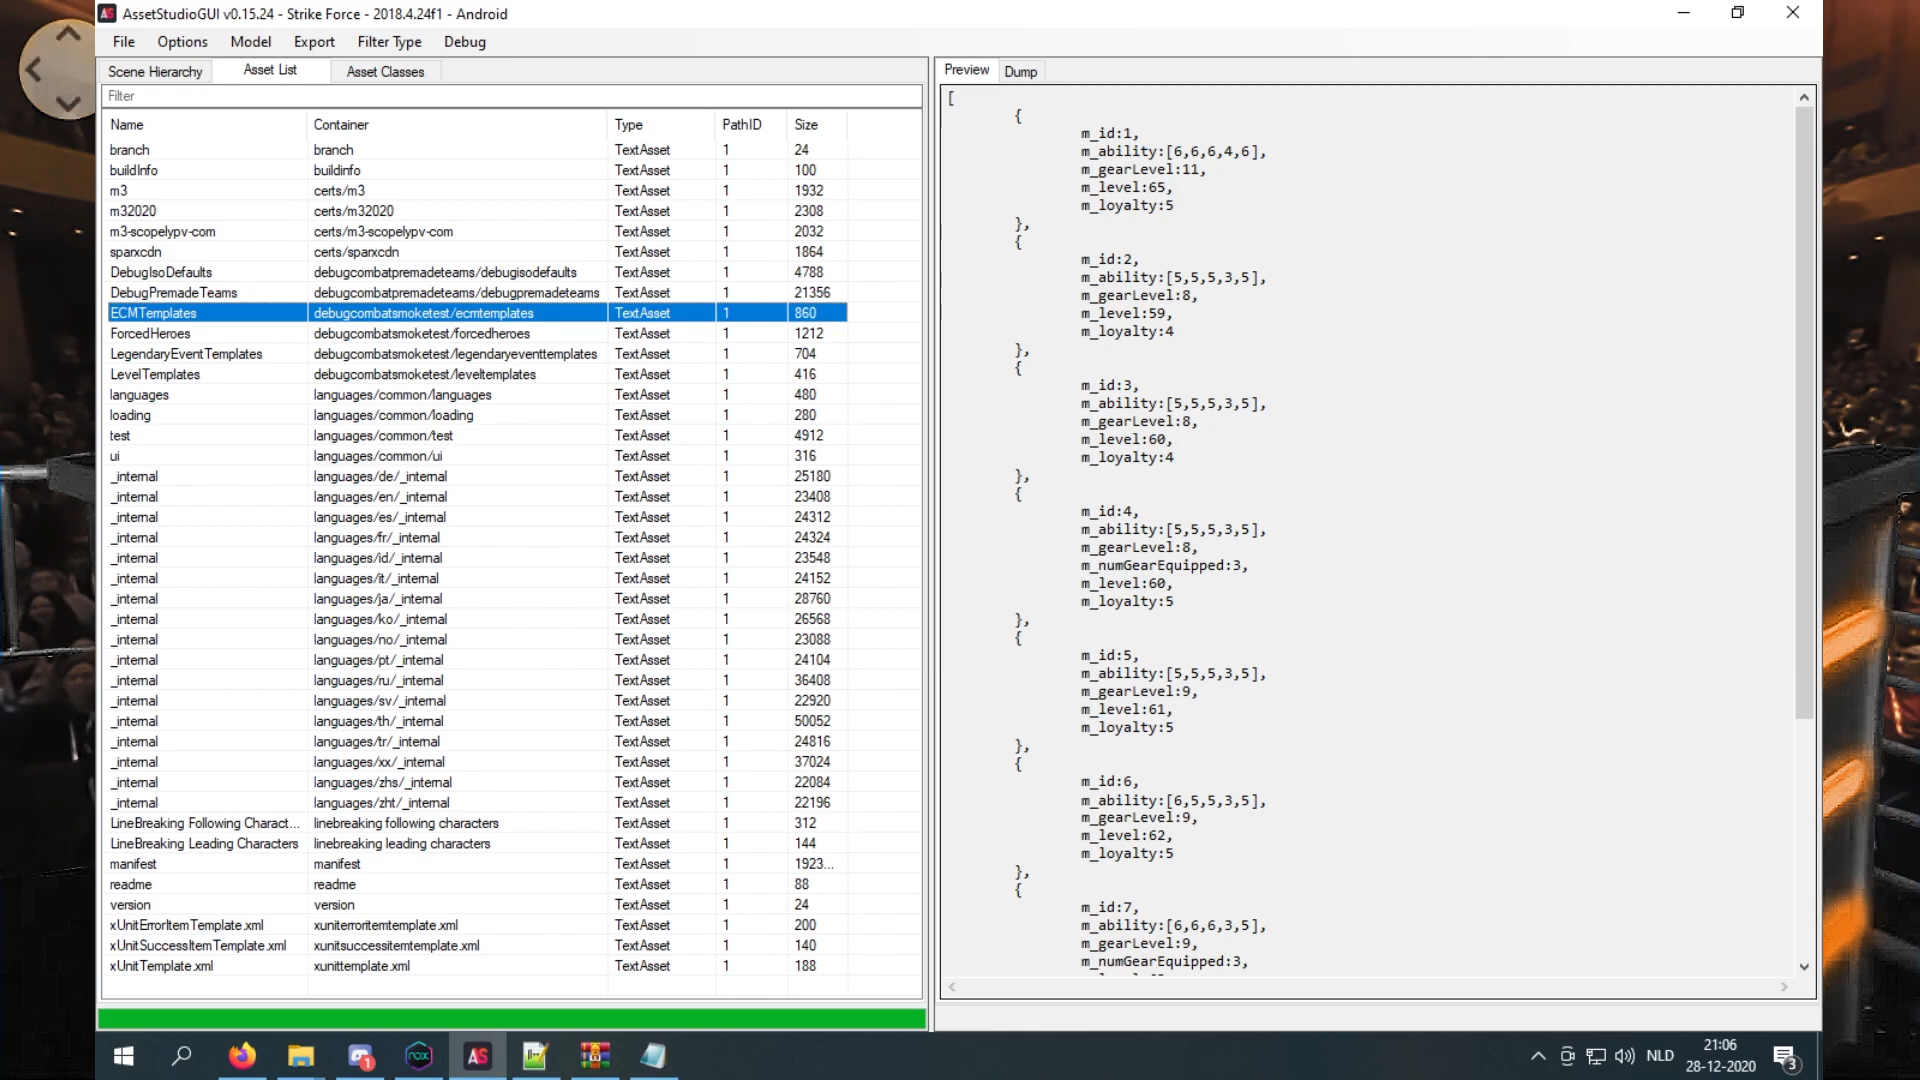 AssetStudioGUI v0.15.24 - Strike Force - 2018.4.24f1 - Android
File Options Model Export Filter Type Debug
Scene Hierarchy Asset List Asset Classes
Filter
Name Container Type PathID Size
branch branch TextAsset 1 24
buildInfo buildinfo TextAsset 1 100
m3 certs/m3 TextAsset 1 1932
m32020 certs/m32020 TextAsset 1 2308
m3-scopelypv-com certs/m3-scopelypv-com TextAsset 1 2032
sparxcdn certs/sparxcdn TextAsset 1 1864
DebugIsoDefaults debugcombatpremadeteams/debugisodefaults TextAsset 1 4788
DebugPremadeTeams debugcombatpremadeteams/debugpremadeteams TextAsset 1 21356
ECMTemplates debugcombatsmoketest/ecmtemplates TextAsset 1 860
ForcedHeroes debugcombatsmoketest/forcedheroes TextAsset 1 1212
LegendaryEventTemplates debugcombatsmoketest/legendaryeventtemplates TextAsset 1 704
LevelTemplates debugcombatsmoketest/leveltemplates TextAsset 1 416
languages languages/common/languages TextAsset 1 480
loading languages/common/loading TextAsset 1 280
test languages/common/test TextAsset 1 4912
ui languages/common/ui TextAsset 1 316
_internal languages/de/_internal TextAsset 1 25180
_internal languages/en/_internal TextAsset 1 23408
_internal languages/es/_internal TextAsset 1 24312
_internal languages/fr/_internal TextAsset 1 24324
_internal languages/id/_internal TextAsset 1 23548
_internal languages/it/_internal TextAsset 1 24152
_internal languages/ja/_internal TextAsset 1 28760
_internal languages/ko/_internal TextAsset 1 26568
_internal languages/no/_internal TextAsset 1 23088
_internal languages/pt/_internal TextAsset 1 24104
_internal languages/ru/_internal TextAsset 1 36408
_internal languages/sv/_internal TextAsset 1 22920
_internal languages/th/_internal TextAsset 1 50052
_internal languages/tr/_internal TextAsset 1 24816
_internal languages/xx/_internal TextAsset 1 37024
_internal languages/zhs/_internal TextAsset 1 22084
_internal languages/zht/_internal TextAsset 1 22196
LineBreaking Following Charact... linebreaking following characters TextAsset 1 312
LineBreaking Leading Characters linebreaking leading characters TextAsset 1 144
manifest manifest TextAsset 1 1923...
readme readme TextAsset 1 88
version version TextAsset 1 24
xUnitErrorItemTemplate.xml xuniterroritemtemplate.xml TextAsset 1 200
xUnitSuccessItemTemplate.xml xunitsuccessitemtemplate.xml TextAsset 1 140
xUnitTemplate.xml xunittemplate.xml TextAsset 1 188
Preview Dump
[
{
m_id:1,
m_ability:[6,6,6,4,6],
m_gearLevel:11,
m_level:65,
m_loyalty:5
},
{
m_id:2,
m_ability:[5,5,5,3,5],
m_gearLevel:8,
m_level:59,
m_loyalty:4
},
{
m_id:3,
m_ability:[5,5,5,3,5],
m_gearLevel:8,
m_level:60,
m_loyalty:4
},
{
m_id:4,
m_ability:[5,5,5,3,5],
m_gearLevel:8,
m_numGearEquipped:3,
m_level:60,
m_loyalty:5
},
{
m_id:5,
m_ability:[5,5,5,3,5],
m_gearLevel:9,
m_level:61,
m_loyalty:5
},
{
m_id:6,
m_ability:[6,5,5,3,5],
m_gearLevel:9,
m_level:62,
m_loyalty:5
},
{
m_id:7,
m_ability:[6,6,6,3,5],
m_gearLevel:9,
m_numGearEquipped:3,
1 nox AS NLD 21:06
28-12-2020 3